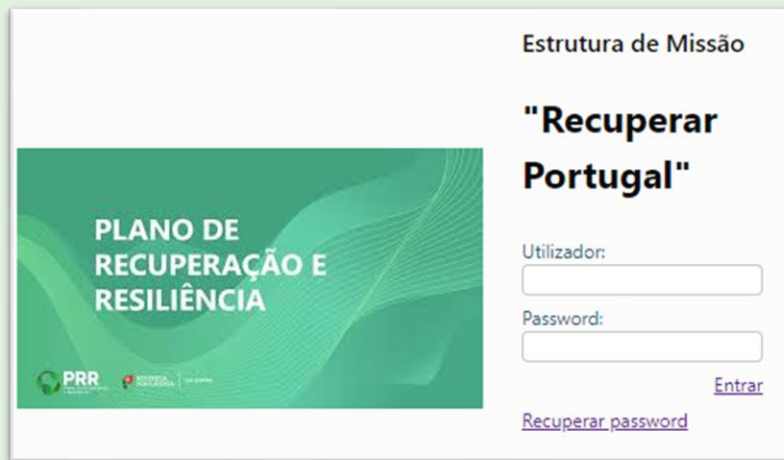 Estrutura de Missão
"Recuperar
Portugal"
PLANO DE
RECUPERAÇÃO E
RESILIÊNCIA
PRR
Utilizador:
Password:
Entrar
Recuperar password